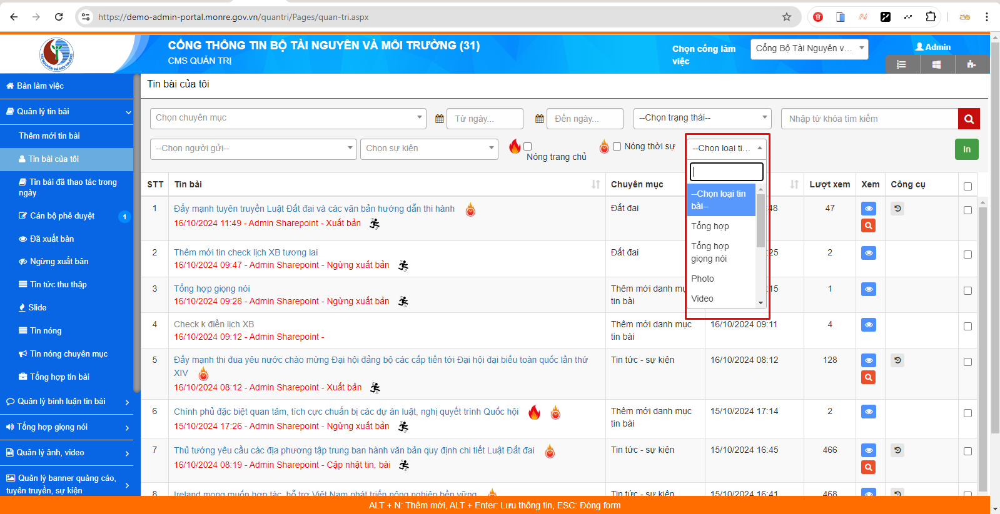 https://demo-admin-portal.monre.gov.vn/quantri/Pages/quan-tri.aspx
TÀI NGUYÊN VÀ MÔI TRƯỜNG
CỔNG THÔNG TIN BỘ TÀI NGUYÊN VÀ MÔI TRƯỜNG (31)
CMS QUẢN TRỊ
Chọn cổng làm việc
Cổng Bộ Tài Nguyên v...
Admin
Bàn làm việc
Quản lý tin bài
Thêm mới tin bài
Tin bài của tôi
Tin bài đã thao tác trong
ngày
Cán bộ phê duyệt 1
Đã xuất bản
Ngừng xuất bản
Tin tức thu thập
Slide
Tin nóng
Tin nóng chuyên mục
Tổng hợp tin bài
Quản lý bình luận tin bài
Tổng hợp giọng nói
Quản lý ảnh, video
Quản lý banner quảng cáo,
tuyên truyền, sự kiện
Tin bài của tôi
Chọn chuyên mục
Từ ngày...
Đến ngày...
--Chọn trạng thái--
Nhập từ khóa tìm kiếm
--Chọn người gửi--
Chọn sự kiện
Nóng trang chủ
Nóng thời sự
--Chọn loại ti...
In
--Chọn loại tin
bài--
Tổng hợp
Tổng hợp
giọng nói
Photo
Video
STT Tin bài Chuyên mục Lượt xem Xem Công cụ
1 Đẩy mạnh tuyên truyền Luật Đất đai và các văn bản hướng dẫn thi hành Đất đai :48 47
16/10/2024 11:49 - Admin Sharepoint - Xuất bản
2 Thêm mới tin check lịch XB tương lai Đất đai :25 2
16/10/2024 09:47 - Admin Sharepoint - Ngừng xuất bản
3 Tổng hợp giọng nói Thêm mới danh mụ :15 1
16/10/2024 09:28 - Admin Sharepoint - Ngừng xuất bản tin bài
4 Check k điền lịch XB Thêm mới danh mục 16/10/2024 09:11 4
16/10/2024 09:12 - Admin Sharepoint - tin bài
5 Đẩy mạnh thi đua yêu nước chào mừng Đại hội đảng bộ các cấp tiến tới Đại hội đại biểu toàn quốc lần thứ Tin tức - sự kiện 16/10/2024 08:12 128
XIV
16/10/2024 08:12 - Admin Sharepoint - Xuất bản
6 Chính phủ đặc biệt quan tâm, tích cực chuẩn bị các dự án luật, nghị quyết trình Quốc hội Thêm mới danh mục 15/10/2024 17:14 2
15/10/2024 17:26 - Admin Sharepoint - Ngừng xuất bản tin bài
7 Thủ tướng yêu cầu các địa phương tập trung ban hành văn bản quy định chi tiết Luật Đất đai Tin tức - sự kiện 15/10/2024 16:45 466
16/10/2024 08:19 - Admin Sharepoint - Cập nhật tin, bài
8 Ireland mong muốn hợp tác, hỗ trợ Việt Nam phát triển nông nghiệp bền vững Tin tức - sự kiện 15/10/2024 16:41 468
ALT + N: Thêm mới, ALT + Enter: Lưu thông tin, ESC: Đóng form